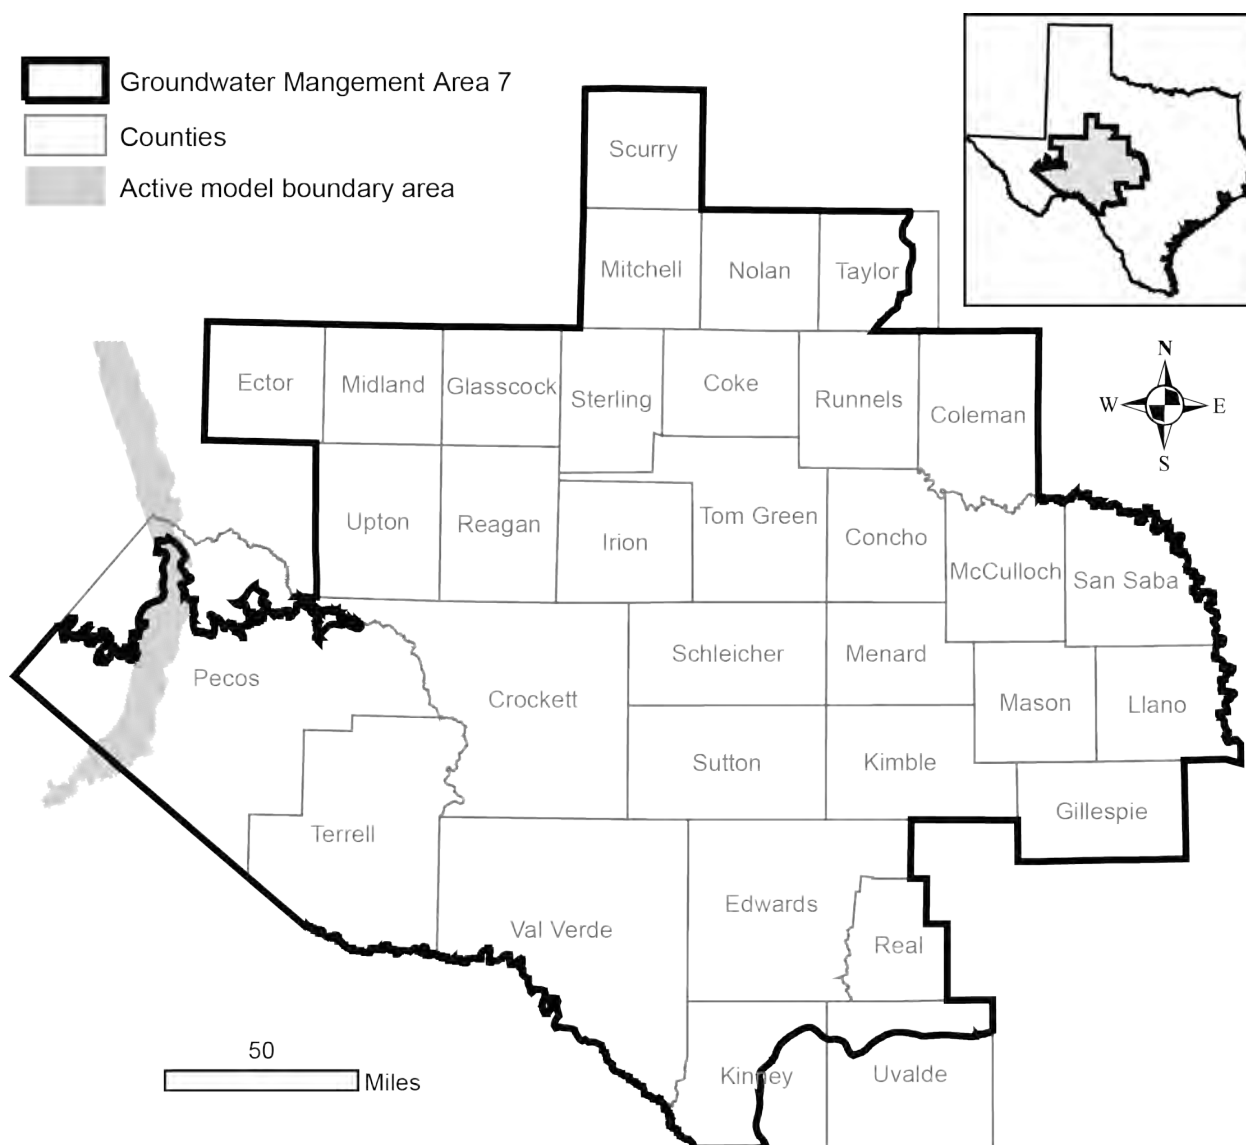 Groundwater Mangement Area 7
Counties
Active model boundary area
Scurry
Mitchell
Nolan
Taylor
Ector
Midland
Glasscock
Sterling
Coke
Runnels
Coleman
N
W
E
S
Upton
Reagan
Irion
Tom Green
Concho
McCulloch
San Saba
Pecos
Crockett
Schleicher
Menard
Mason
Llano
Sutton
Kimble
Gillespie
Terrell
Val Verde
Edwards
Real
Kinney
Uvalde
50
Miles